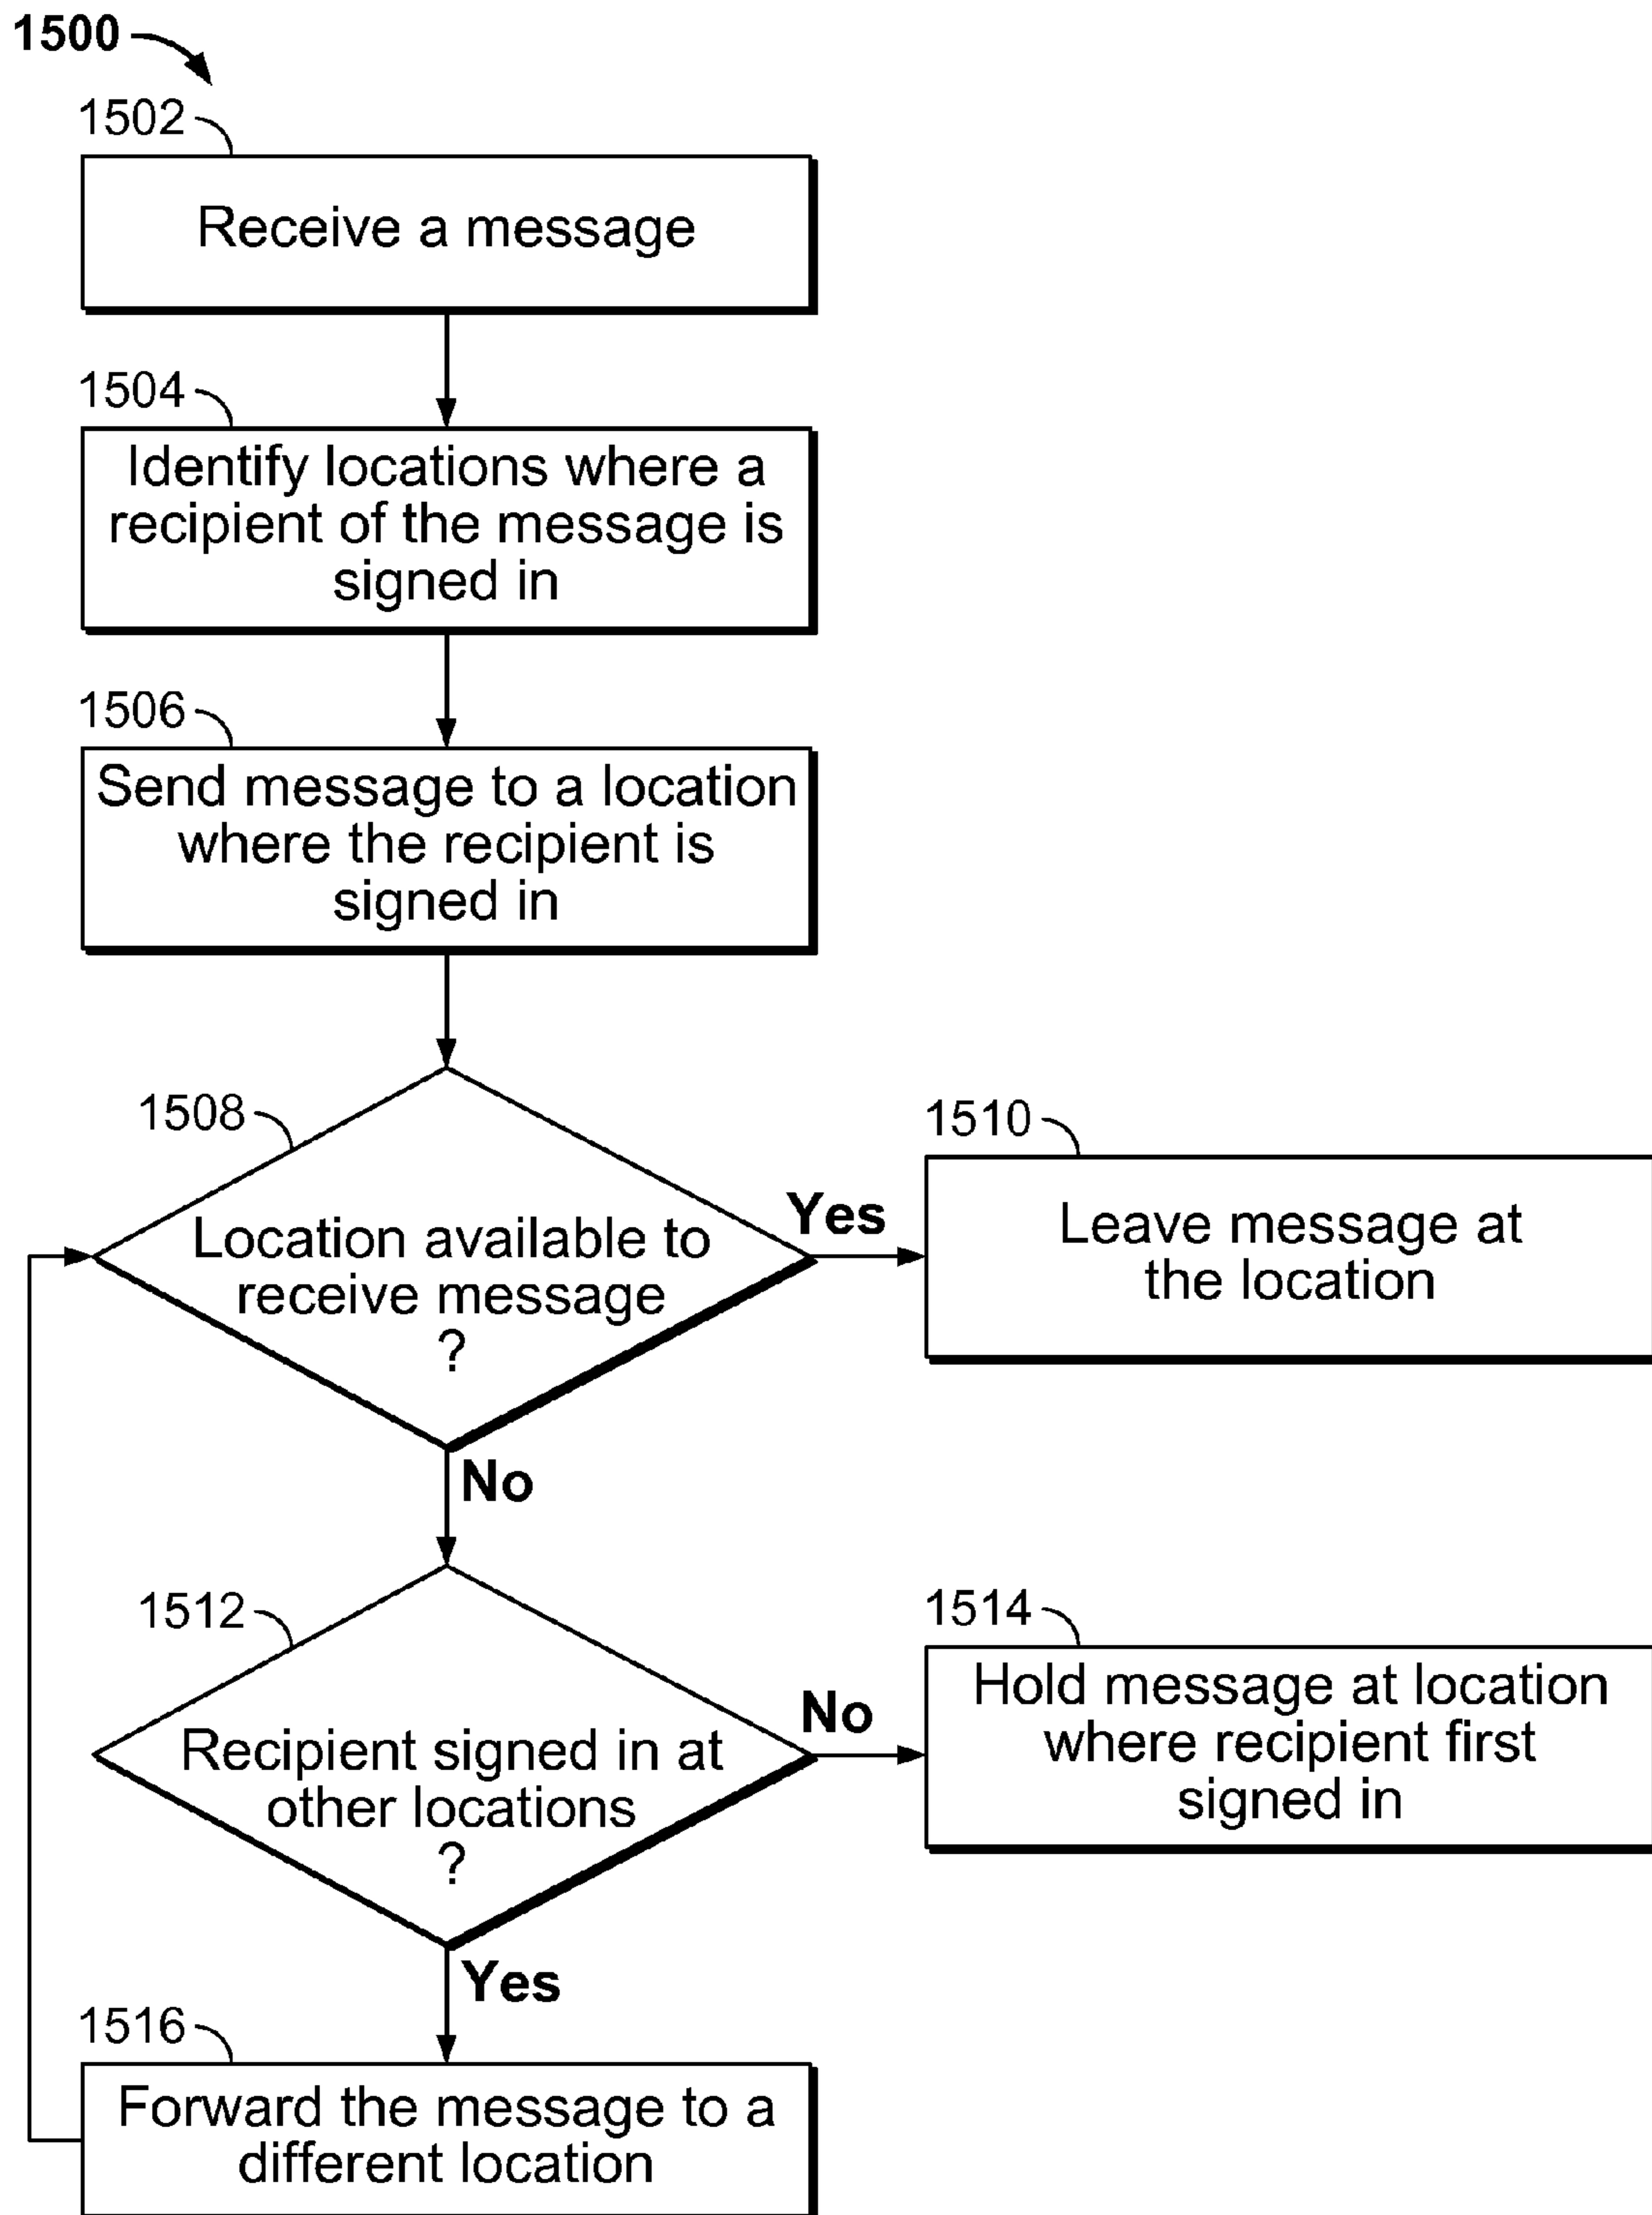 1500
1502
Receive a message
1504
Identify locations where a
recipient of the message is
signed in
1506
Send message to a location
where the recipient is
signed in
1508
Location available to
receive message
?
Yes
1510
Leave message at
the location
No
1512
Recipient signed in at
other locations
?
No
1514
Hold message at location
where recipient first
signed in
Yes
1516
Forward the message to a
different location